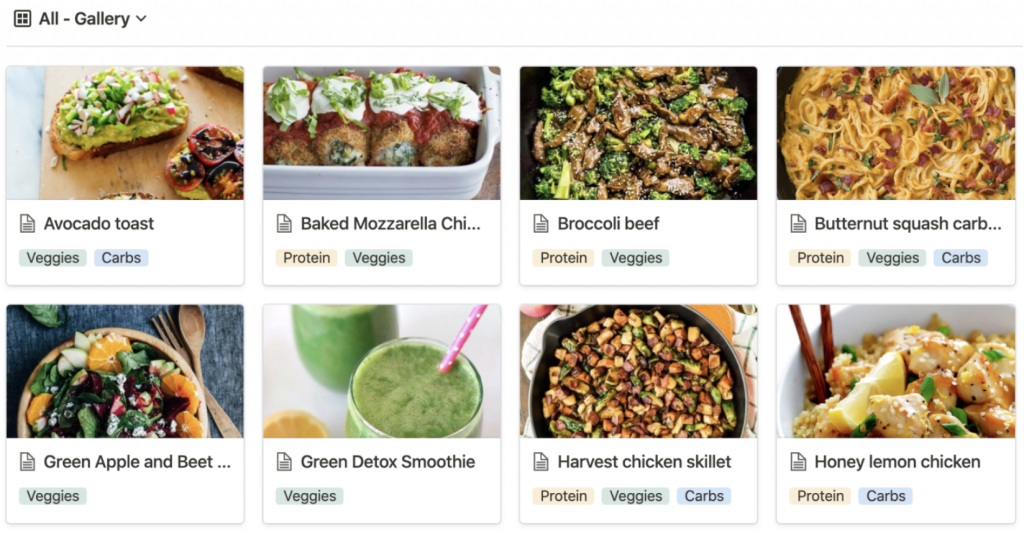 All - Gallery
Avocado toast
Veggies Carbs
Baked Mozzarella Chi...
Protein Veggies
Broccoli beef
Protein Veggies
Butternut squash carb...
Protein Veggies Carbs
Green Apple and Beet ...
Veggies
Green Detox Smoothie
Veggies
Harvest chicken skillet
Protein Veggies Carbs
Honey lemon chicken
Protein Carbs